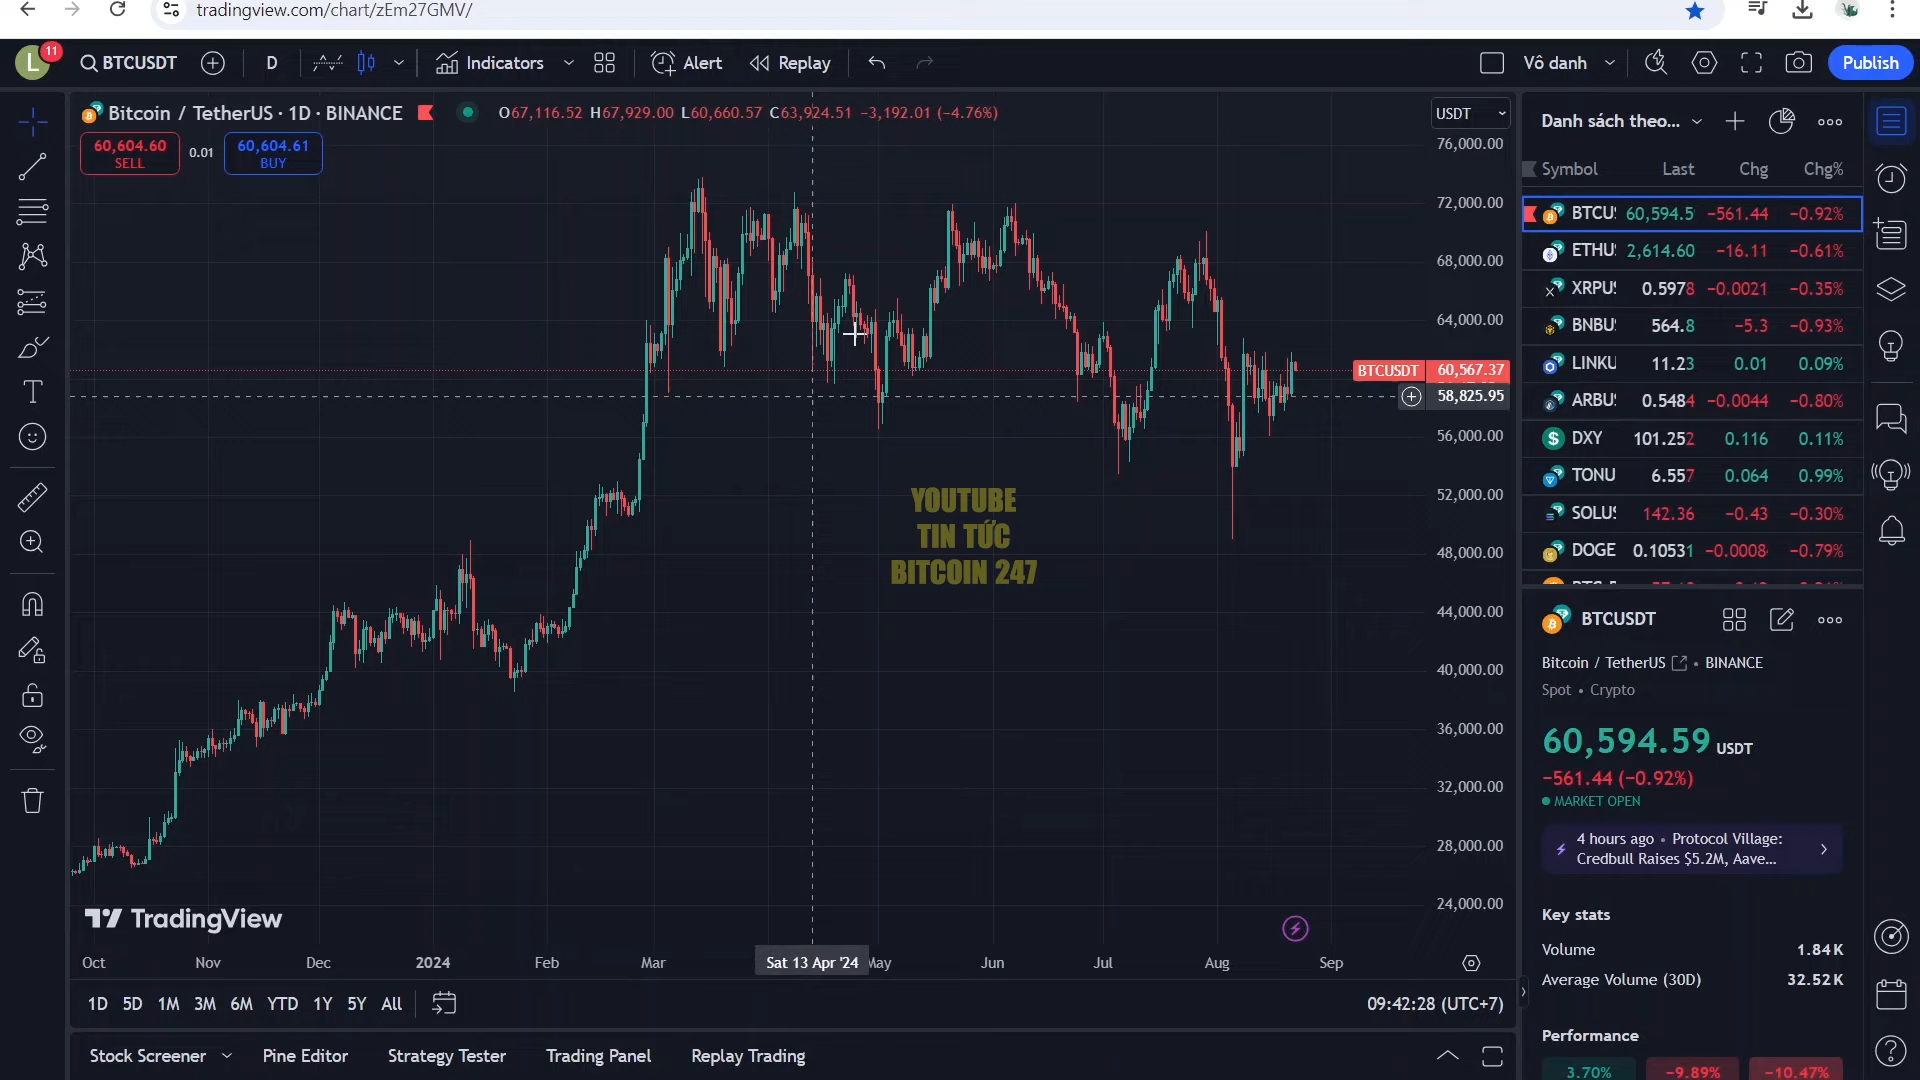 tradingview.com/chart/zEm27GMV/
L 11 BTCUSDT D Indicators Alert Replay Vô danh Publish
Bitcoin / TetherUS · 1D · BINANCE O67,116.52 H67,929.00 L60,660.57 C63,924.51 −3,192.01 (−4.76%)
60,604.60 SELL 0.01 60,604.61 BUY
USDT
76,000.00
72,000.00
68,000.00
64,000.00
BTCUSDT 60,567.37
58,825.95
56,000.00
52,000.00
48,000.00
44,000.00
40,000.00
36,000.00
32,000.00
28,000.00
24,000.00
YOUTUBE
TIN TỨC
BITCOIN 247
TradingView
Oct Nov Dec 2024 Feb Mar Sat 13 Apr '24 May Jun Jul Aug Sep
1D 5D 1M 3M 6M YTD 1Y 5Y All 09:42:28 (UTC+7)
Stock Screener Pine Editor Strategy Tester Trading Panel Replay Trading
Danh sách theo...
Symbol Last Chg Chg%
BTCU 60,594.5 −561.44 −0.92%
ETHU 2,614.60 −16.11 −0.61%
XRPU 0.5978 −0.0021 −0.35%
BNBU 564.8 −5.3 −0.93%
LINKU 11.23 0.01 0.09%
ARBU 0.5484 −0.0044 −0.80%
DXY 101.252 0.116 0.11%
TONU 6.557 0.064 0.99%
SOLU 142.36 −0.43 −0.30%
DOGE 0.10531 −0.0008 −0.79%
BTCUSDT
Bitcoin / TetherUS • BINANCE
Spot • Crypto
60,594.59 USDT
−561.44 (−0.92%)
MARKET OPEN
4 hours ago • Protocol Village:
Credbull Raises $5.2M, Aave...
Key stats
Volume 1.84K
Average Volume (30D) 32.52K
Performance
3.70% −9.89% −10.47%